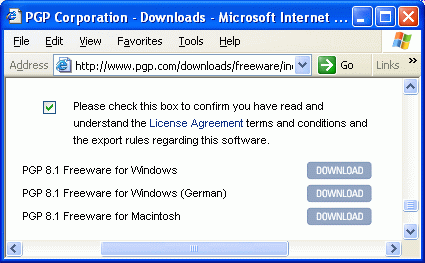 PGP Corporation - Downloads - Microsoft Internet ...
File Edit View Favorites Tools Help
Address http://www.pgp.com/downloads/freeware/in Go Links »
Please check this box to confirm you have read and
understand the License Agreement terms and conditions and
the export rules regarding this software.
PGP 8.1 Freeware for Windows DOWNLOAD
PGP 8.1 Freeware for Windows (German) DOWNLOAD
PGP 8.1 Freeware for Macintosh DOWNLOAD